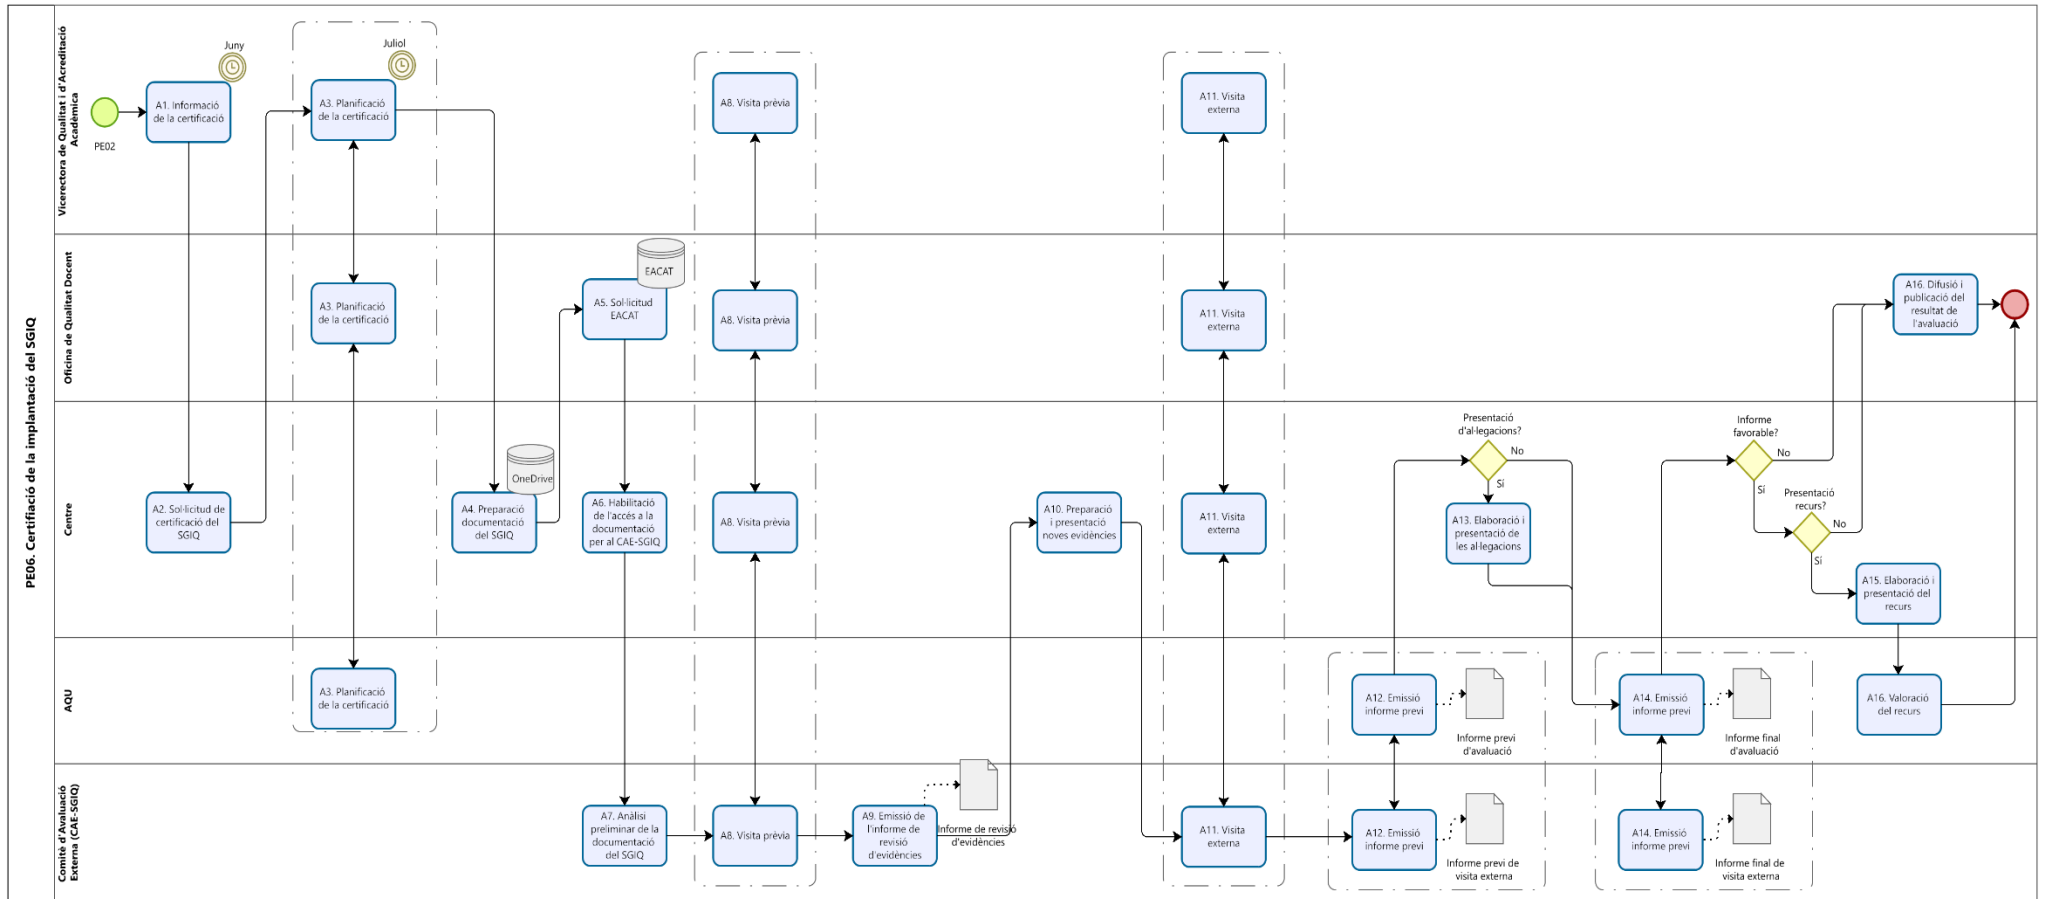 PE06. Certifiació de la implantació del SGIQ
Vicerectora de Qualitat i d'Acreditació
Acadèmica
PE02
Juny
A1. Informació
de la certificació
Juliol
A3. Planificació
de la certificació
A8. Visita prèvia
A11. Visita
externa
Oficina de Qualitat Docent
A3. Planificació
de la certificació
EACAT
A5. Sol·licitud
EACAT
A8. Visita prèvia
A11. Visita
externa
A16. Difusió i
publicació del
resultat de
l'avaluació
Centre
A2. Sol·licitud de
certificació del
SGIQ
OneDrive
A4. Preparació
documentació
del SGIQ
A6. Habilitació
de l'accés a la
documentació
per al CAE-SGIQ
A8. Visita prèvia
A10. Preparació
i presentació
noves evidències
A11. Visita
externa
Presentació
d'al·legacions?
No
Sí
A13. Elaboració i
presentació de
les al·legacions
Informe
favorable?
No
Sí
Presentació
recurs?
No
Sí
A15. Elaboració i
presentació del
recurs
AQU
A3. Planificació
de la certificació
A12. Emissió
informe previ
Informe previ
d'avaluació
A14. Emissió
informe previ
Informe final
d'avaluació
A16. Valoració
del recurs
Comitè d'Avaluació
Externa (CAE-SGIQ)
A7. Anàlisi
preliminar de la
documentació
del SGIQ
A8. Visita prèvia
A9. Emissió de
l'informe de
revisió
d'evidències
Informe de revisió
d'evidències
A11. Visita
externa
A12. Emissió
informe previ
Informe previ de
visita externa
A14. Emissió
informe previ
Informe final de
visita externa